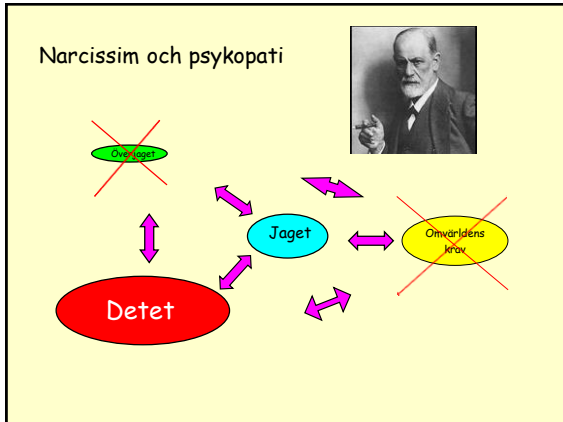 Narcissim och psykopati
Överjaget
Jaget
Omvärldens
krav
Detet